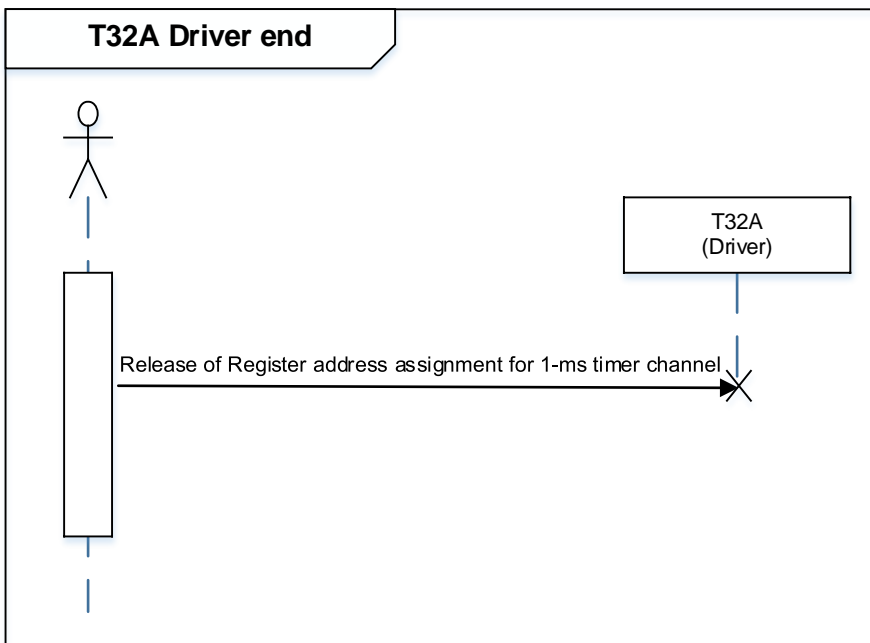 T32A Driver end
T32A
(Driver)
Release of Register address assignment for 1-ms timer channel